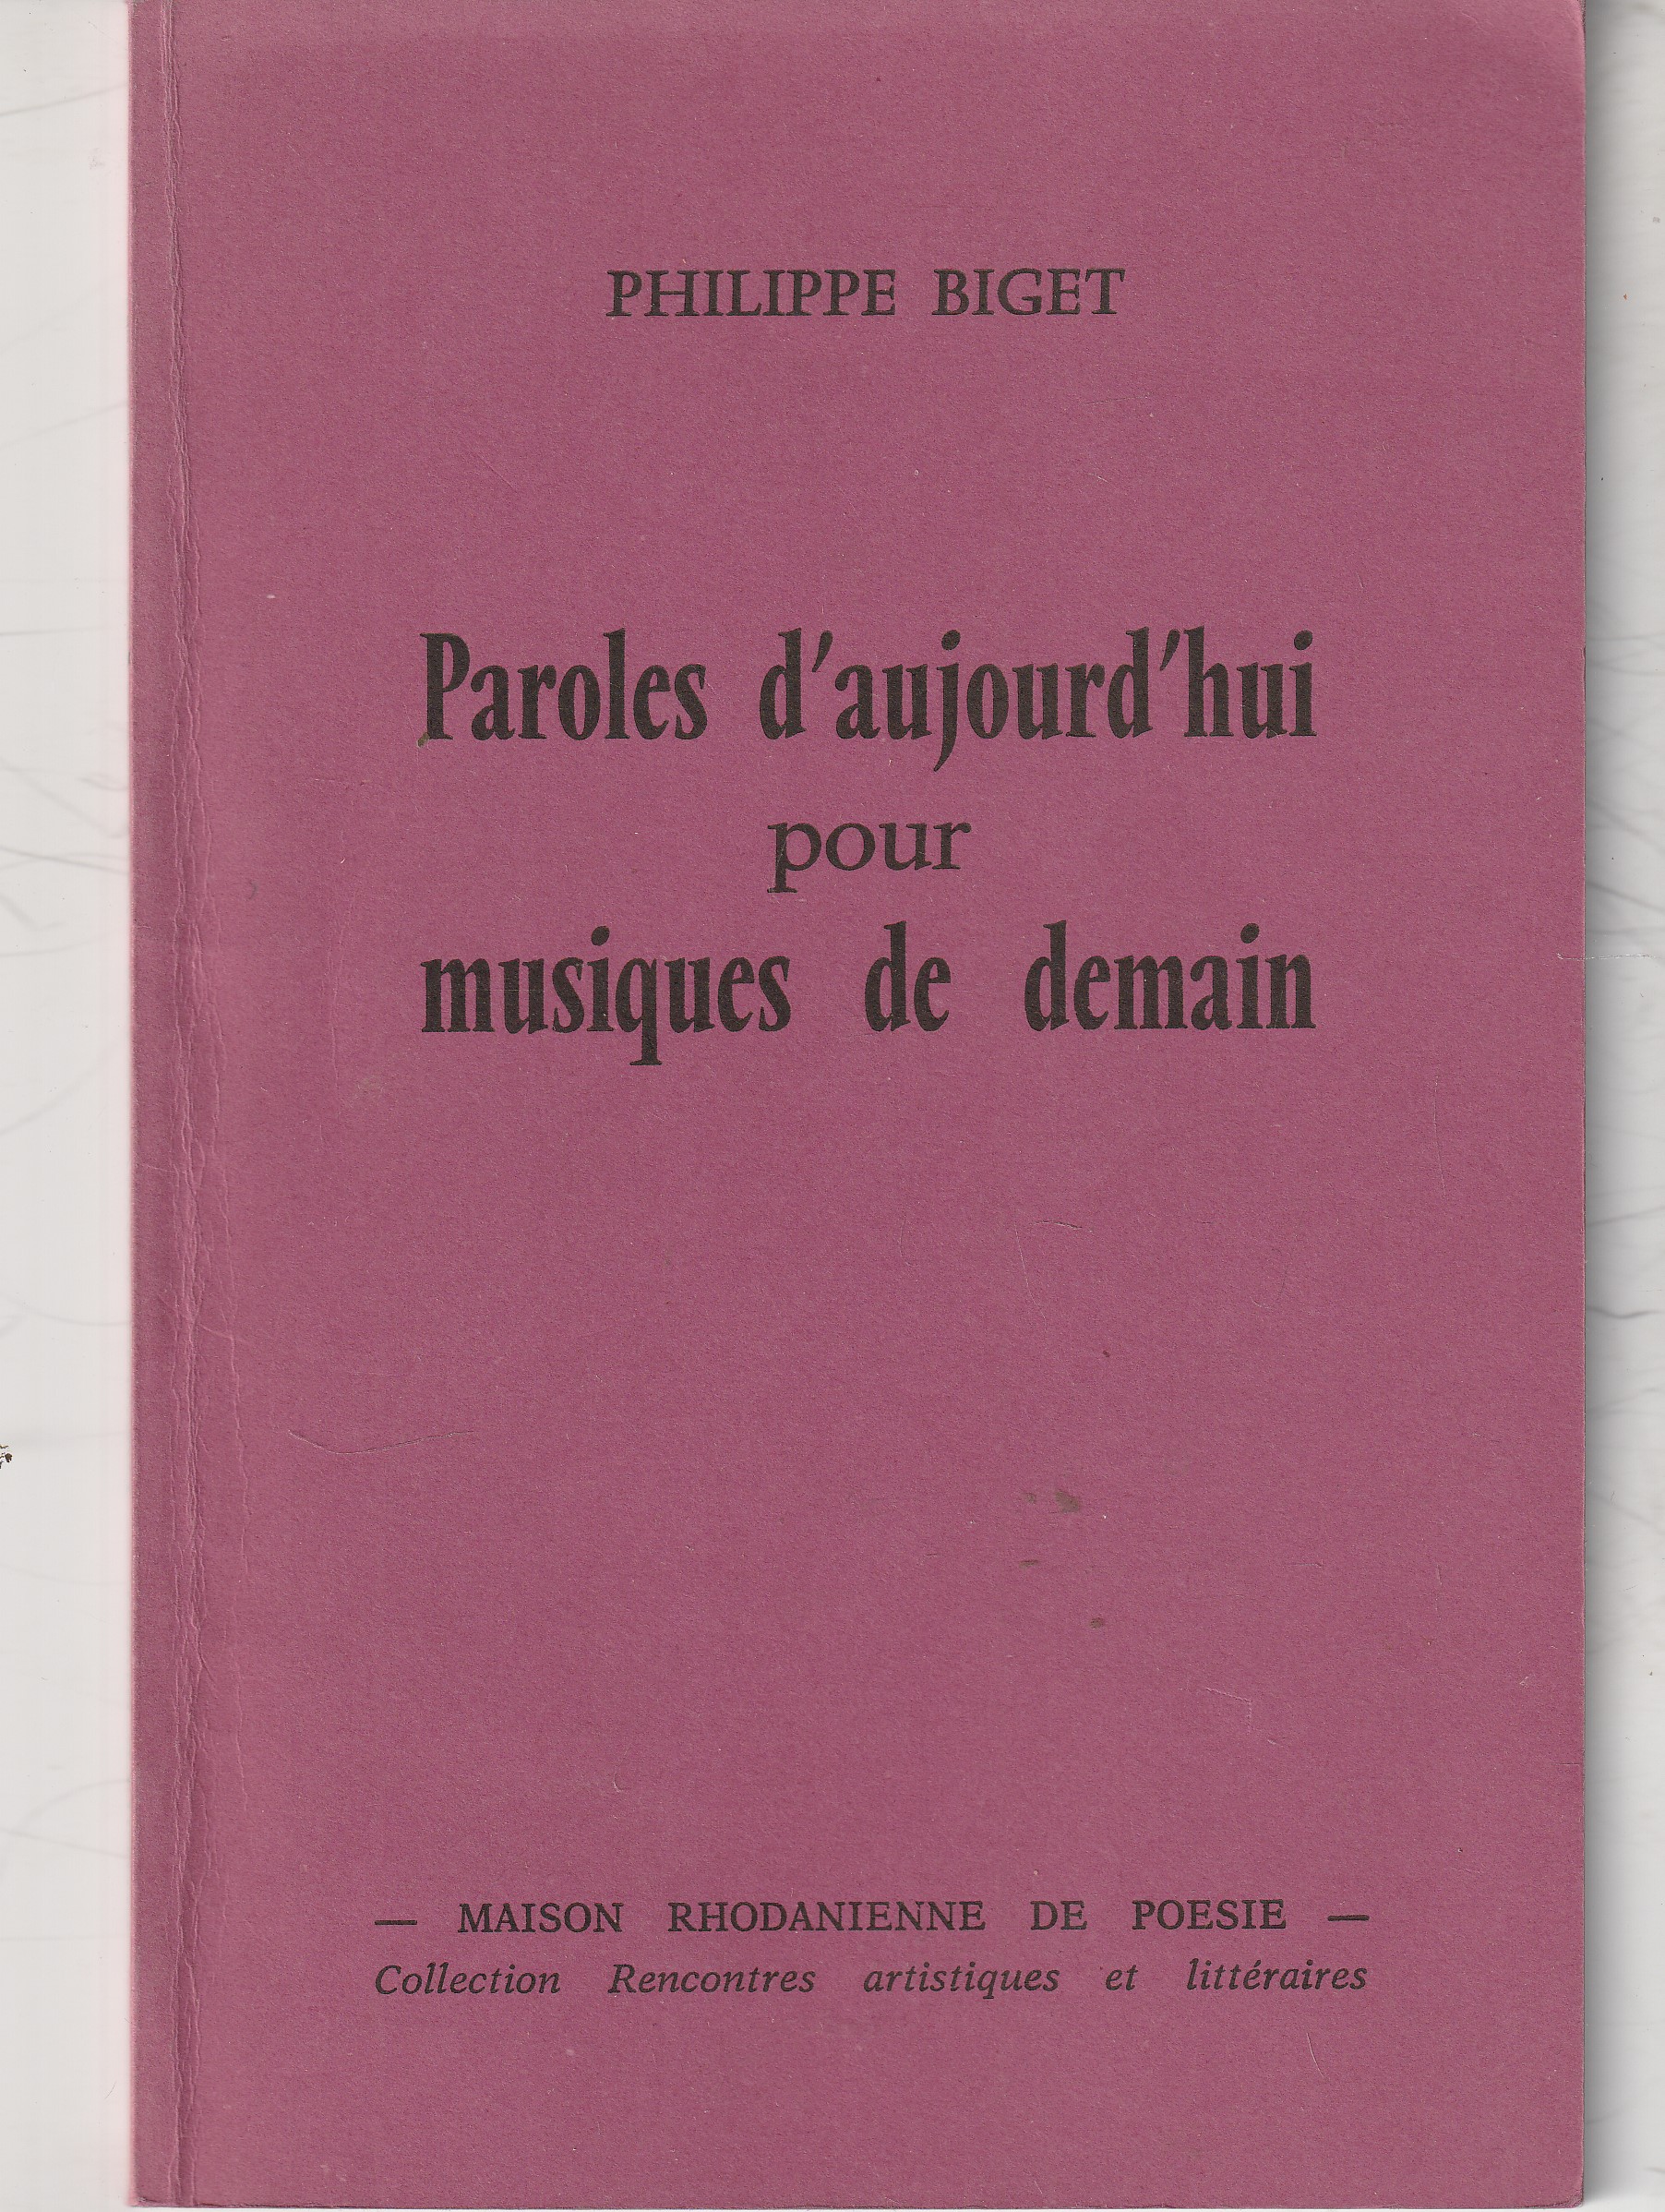 PHILIPPE BIGET
Paroles d'aujourd'hui
pour
musiques de demain
— MAISON RHODANIENNE DE POESIE —
Collection Rencontres artistiques et littéraires